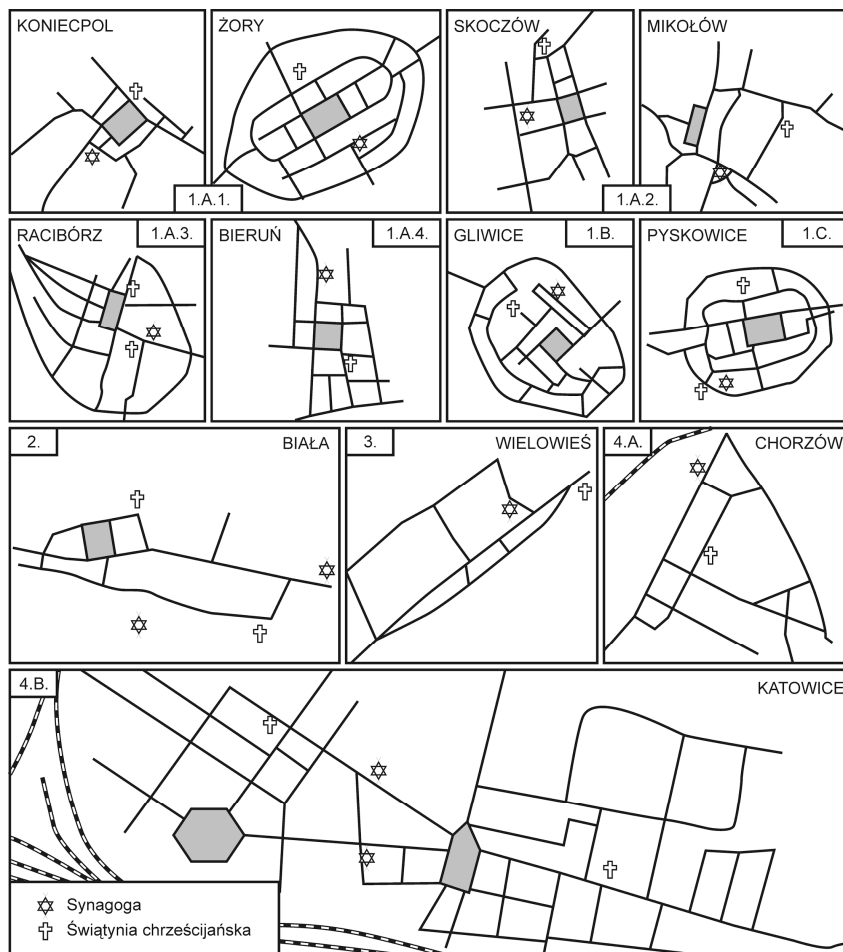 KONIECPOL
ŻORY
SKOCZÓW
MIKOŁÓW
1.A.1.
1.A.2.
RACIBÓRZ
1.A.3.
BIERUŃ
1.A.4.
GLIWICE
1.B.
PYSKOWICE
1.C.
2.
BIAŁA
3.
WIELOWIEŚ
4.A.
CHORZÓW
4.B.
KATOWICE
Synagoga
Świątynia chrześcijańska